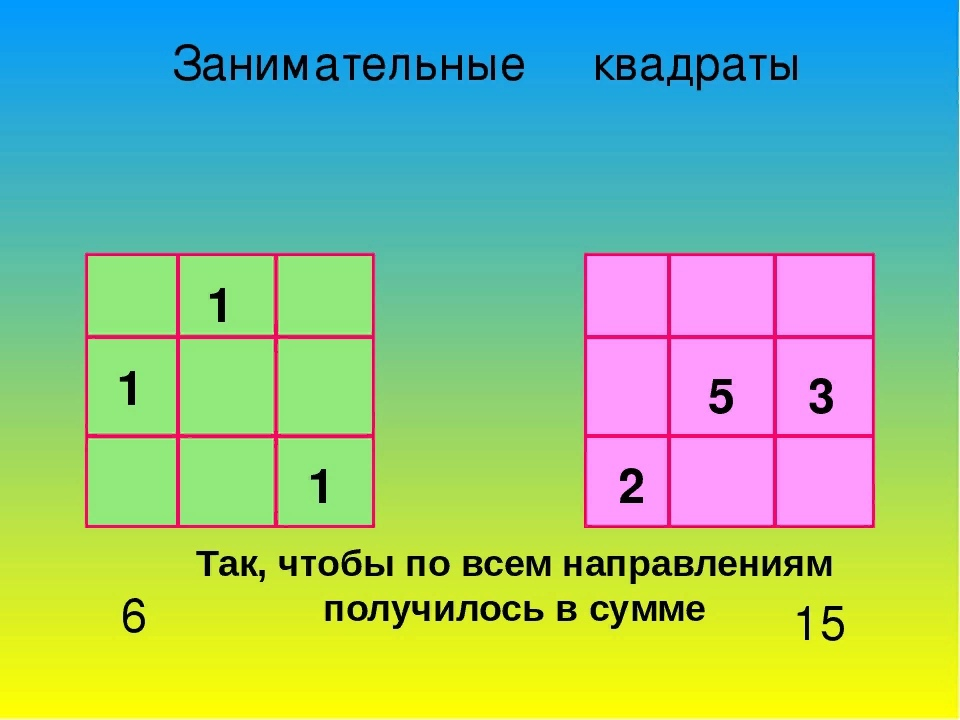 Занимательные квадраты
1
1
1
5 3
2
Так, чтобы по всем направлениям
получилось в сумме
6
15